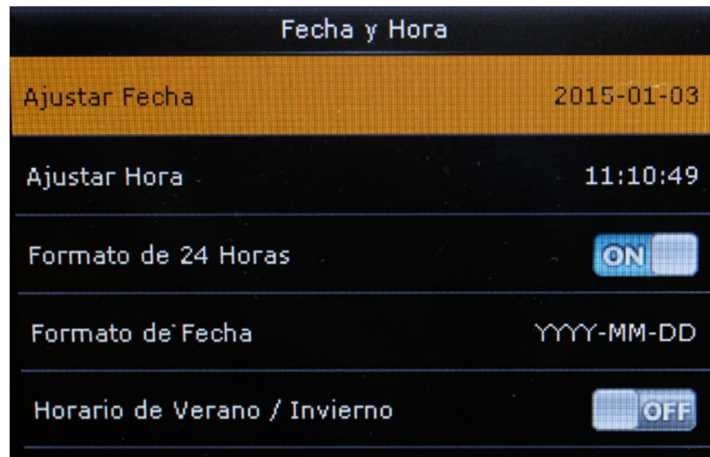 Fecha y Hora
Ajustar Fecha 2015-01-03
Ajustar Hora 11:10:49
Formato de 24 Horas ON
Formato de Fecha YYYY-MM-DD
Horario de Verano / Invierno OFF